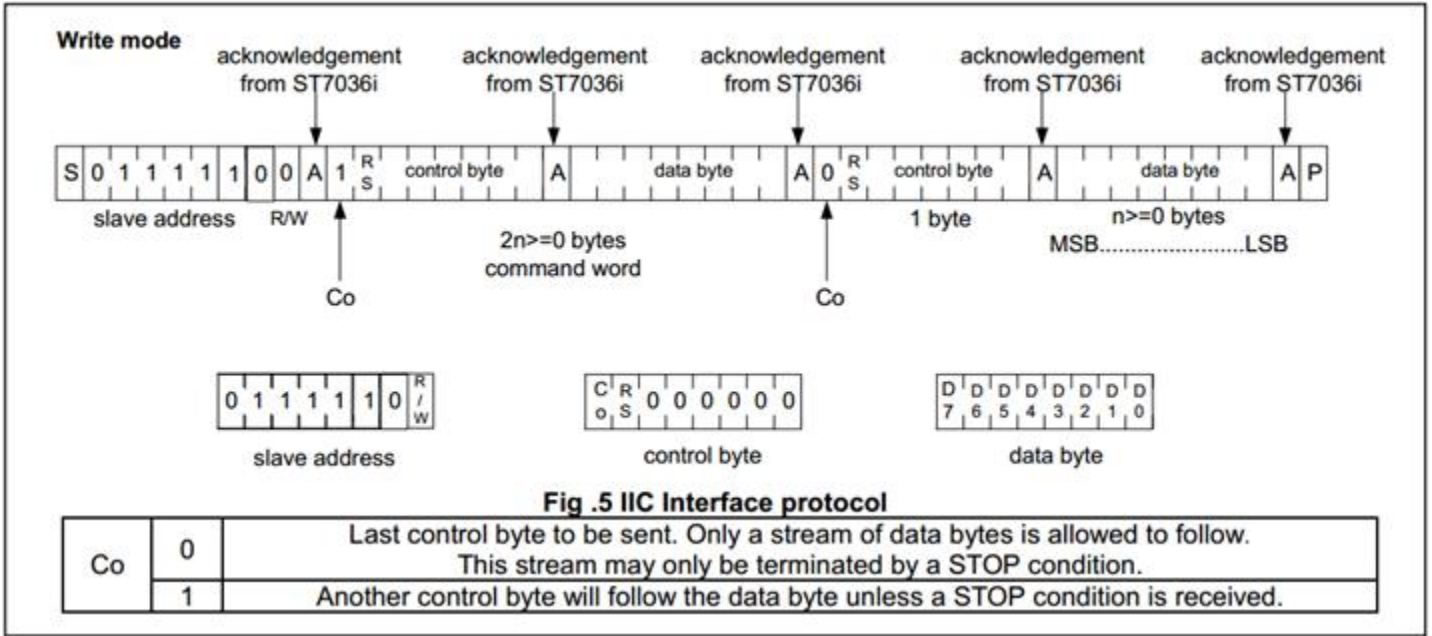 Write mode
acknowledgement acknowledgement acknowledgement acknowledgement acknowledgement
from ST7036i from ST7036i from ST7036i from ST7036i from ST7036i
S 0 1 1 1 1 1 0 0 A 1 RS control byte A data byte A 0 RS control byte A data byte A P
slave address R/W 1 byte n>=0 bytes
2n>=0 bytes MSB.......................LSB
command word
Co Co
0 1 1 1 1 1 0 R/W Co RS 0 0 0 0 0 0 D7 D6 D5 D4 D3 D2 D1 D0
slave address control byte data byte
Fig .5 IIC Interface protocol
Co 0 Last control byte to be sent. Only a stream of data bytes is allowed to follow.
This stream may only be terminated by a STOP condition.
1 Another control byte will follow the data byte unless a STOP condition is received.